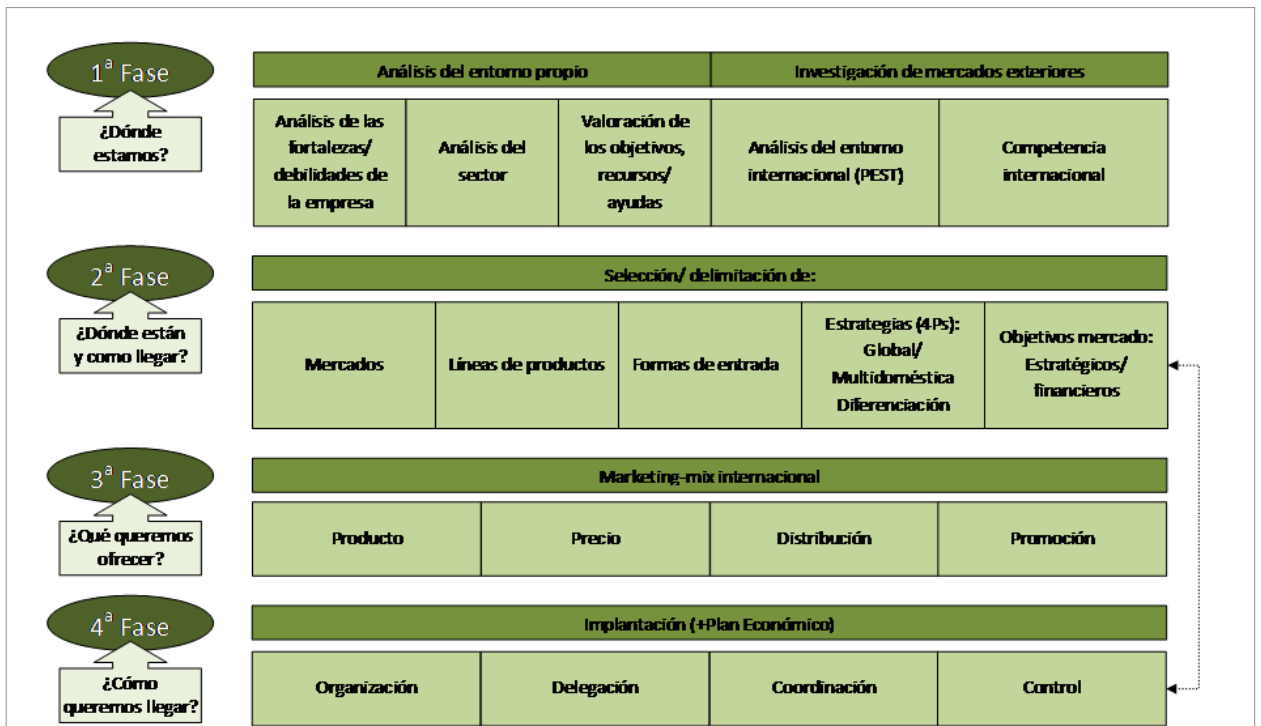 1ª Fase
¿Dónde
estamos?
Análisis del entorno propio
Investigación de mercados exteriores
Análisis de las
fortalezas/
debilidades de
la empresa
Análisis del
sector
Valoración de
los objetivos,
recursos/
ayudas
Análisis del entorno
internacional (PEST)
Competencia
internacional
2ª Fase
¿Dónde están
y como llegar?
Selección/ delimitación de:
Mercados
Líneas de productos
Formas de entrada
Estrategias (4Ps):
Global/
Multidoméstica
Diferenciación
Objetivos mercado:
Estratégicos/
financieros
3ª Fase
¿Qué queremos
ofrecer?
Marketing-mix internacional
Producto
Precio
Distribución
Promoción
4ª Fase
¿Cómo
queremos llegar?
Implantación (+Plan Económico)
Organización
Delegación
Coordinación
Control